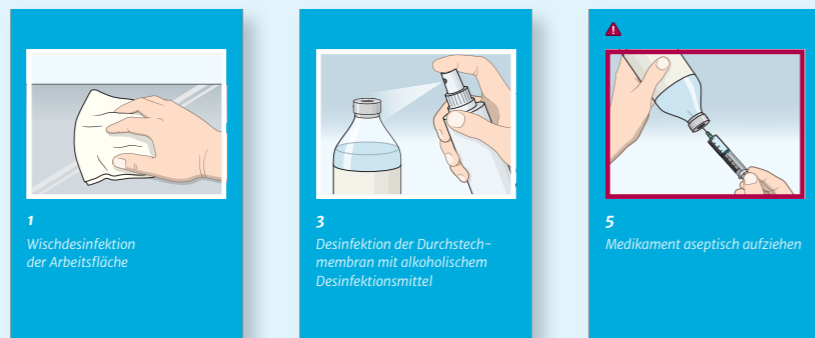 1
Wischdesinfektion
der Arbeitsfläche
3
Desinfektion der Durchstech-
membran mit alkoholischem
Desinfektionsmittel
5
Medikament aseptisch aufziehen